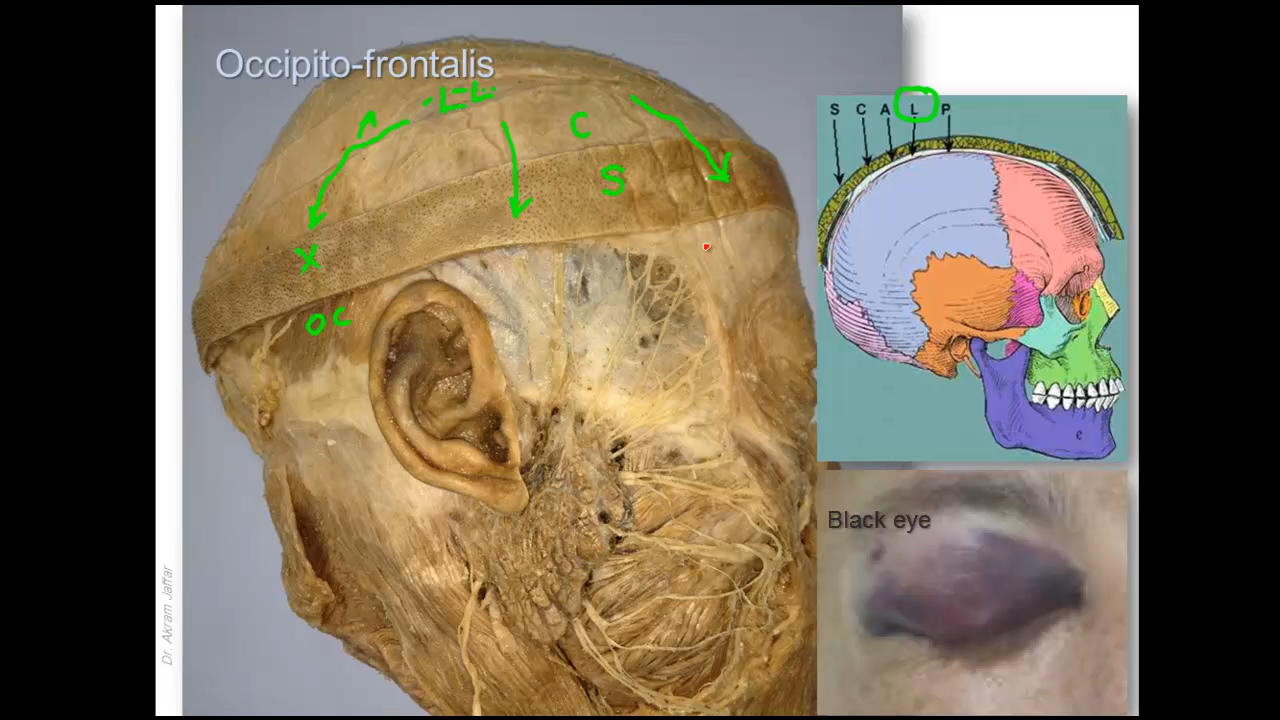 Occipito-frontalis
A
L
C
S
X
OC
S C A L P
Black eye
Dr. Akram Jaffar